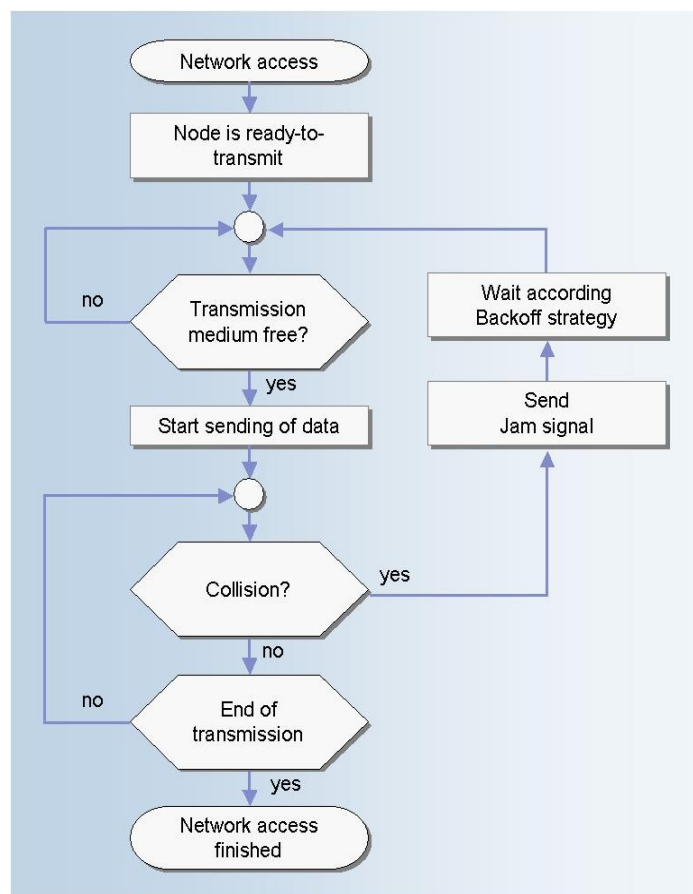 Network access
Node is ready-to-
transmit
no
Transmission
medium free?
yes
Start sending of data
Wait according
Backoff strategy
Send
Jam signal
Collision?
yes
no
no
End of
transmission
yes
Network access
finished